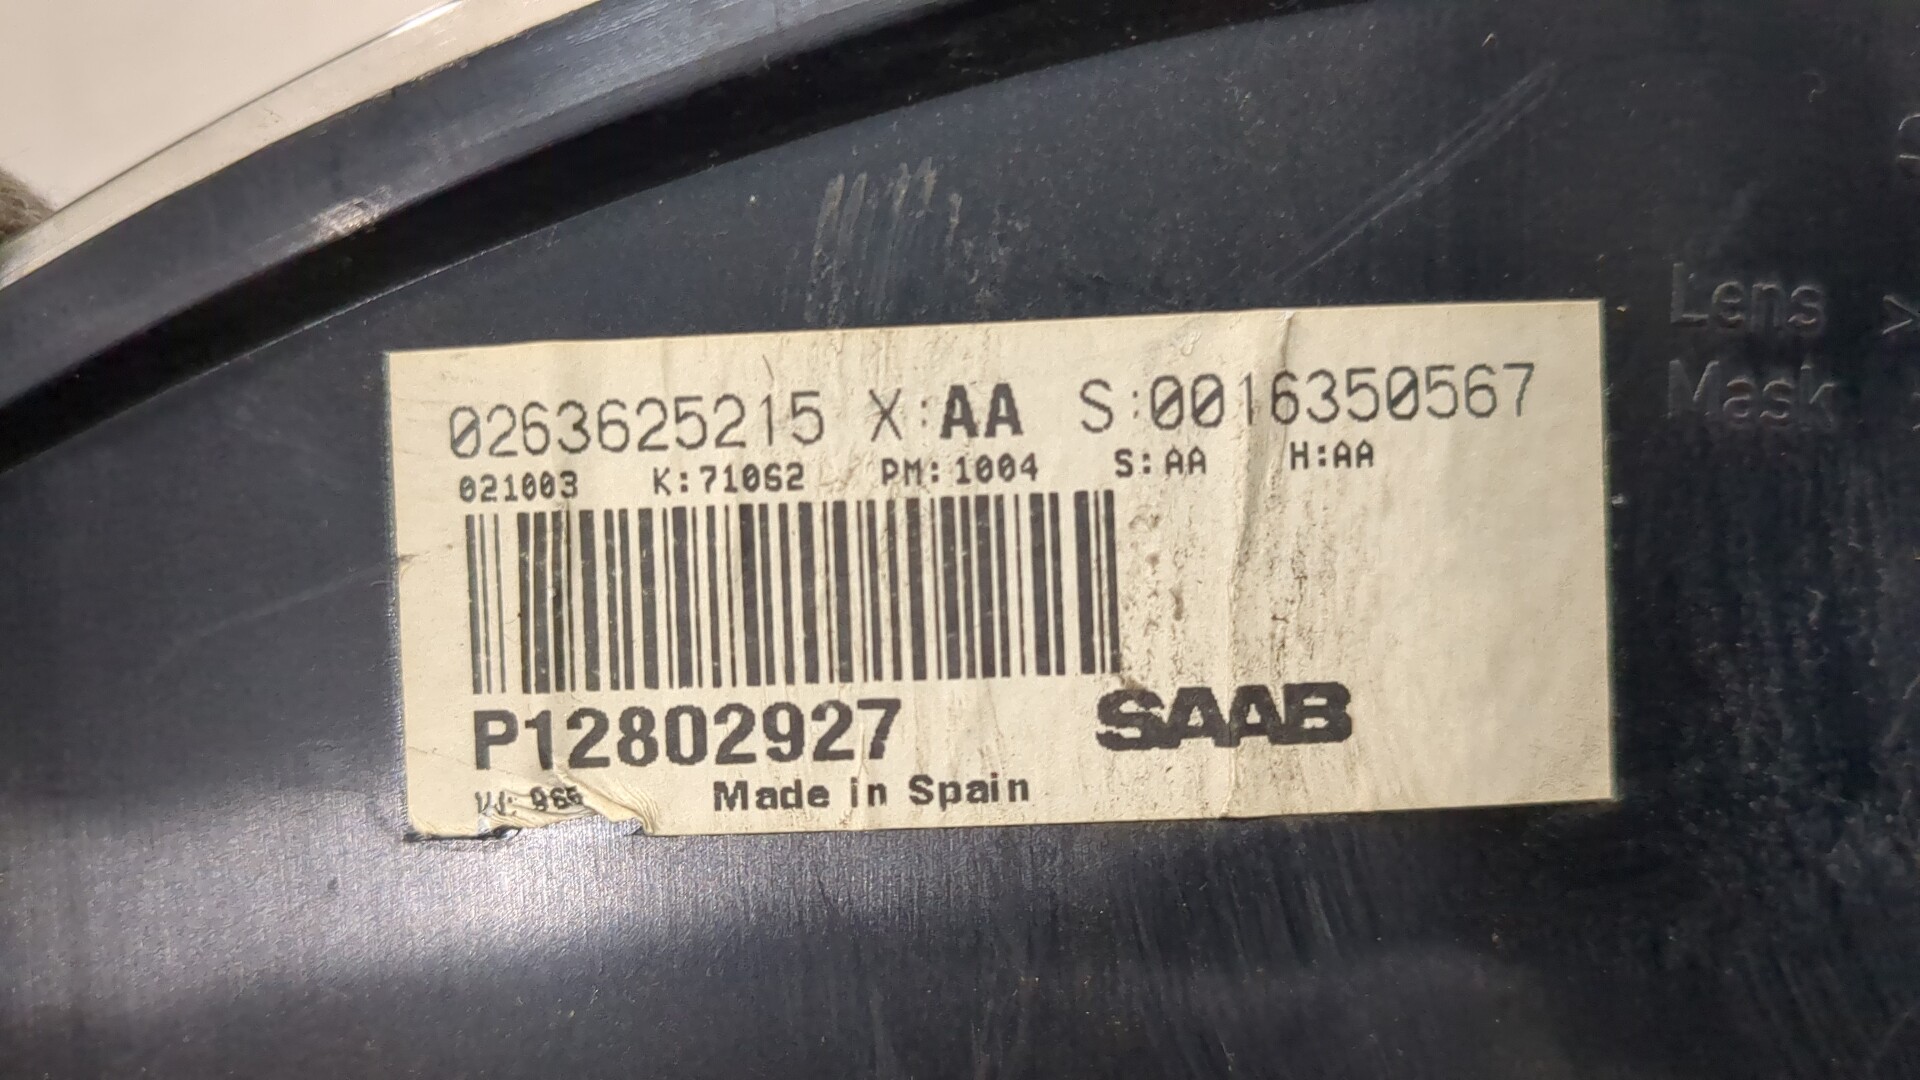 0263625215 X:AA S:0016350567
021003 K:71062 PM:1004 S:AA H:AA
P12802927 SAAB
Made in Spain
Lens
Mask